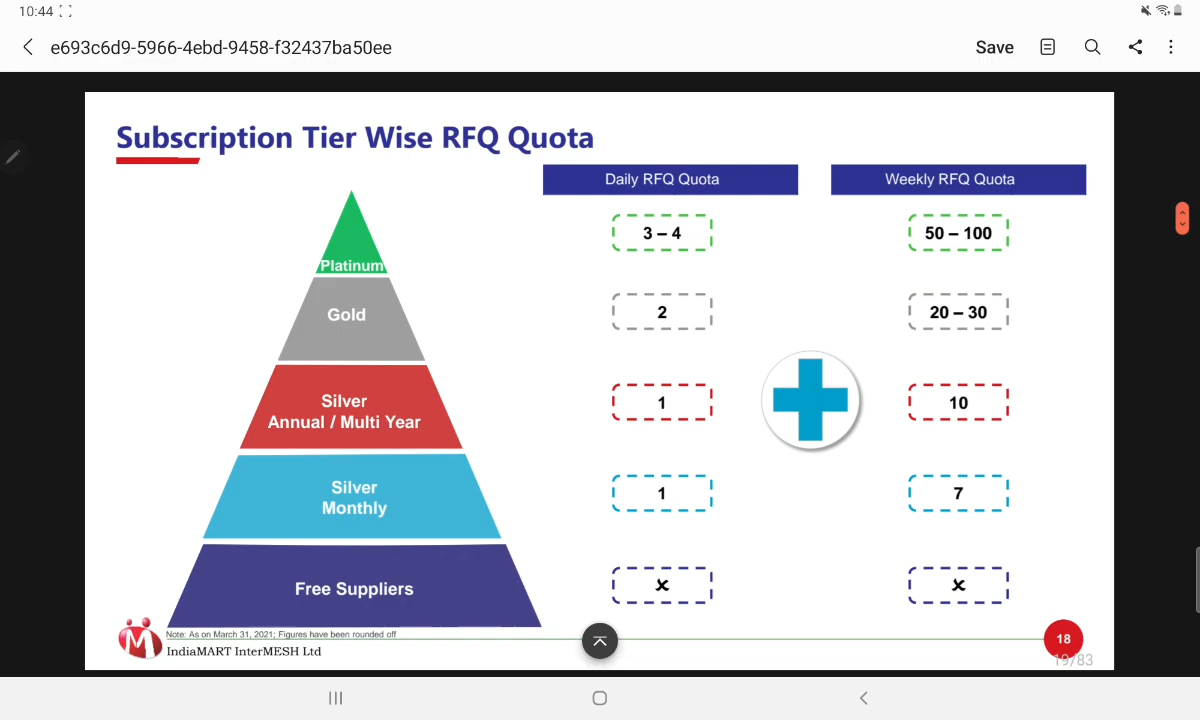 10:44
e693c6d9-5966-4ebd-9458-f32437ba50ee
Save
Subscription Tier Wise RFQ Quota
Daily RFQ Quota
Weekly RFQ Quota
Platinum
3 – 4
50 – 100
Gold
2
20 – 30
Silver
Annual / Multi Year
1
10
Silver
Monthly
1
7
Free Suppliers
✘
✘
Note: As on March 31, 2021; Figures have been rounded off
IndiaMART InterMESH Ltd
18
19/83